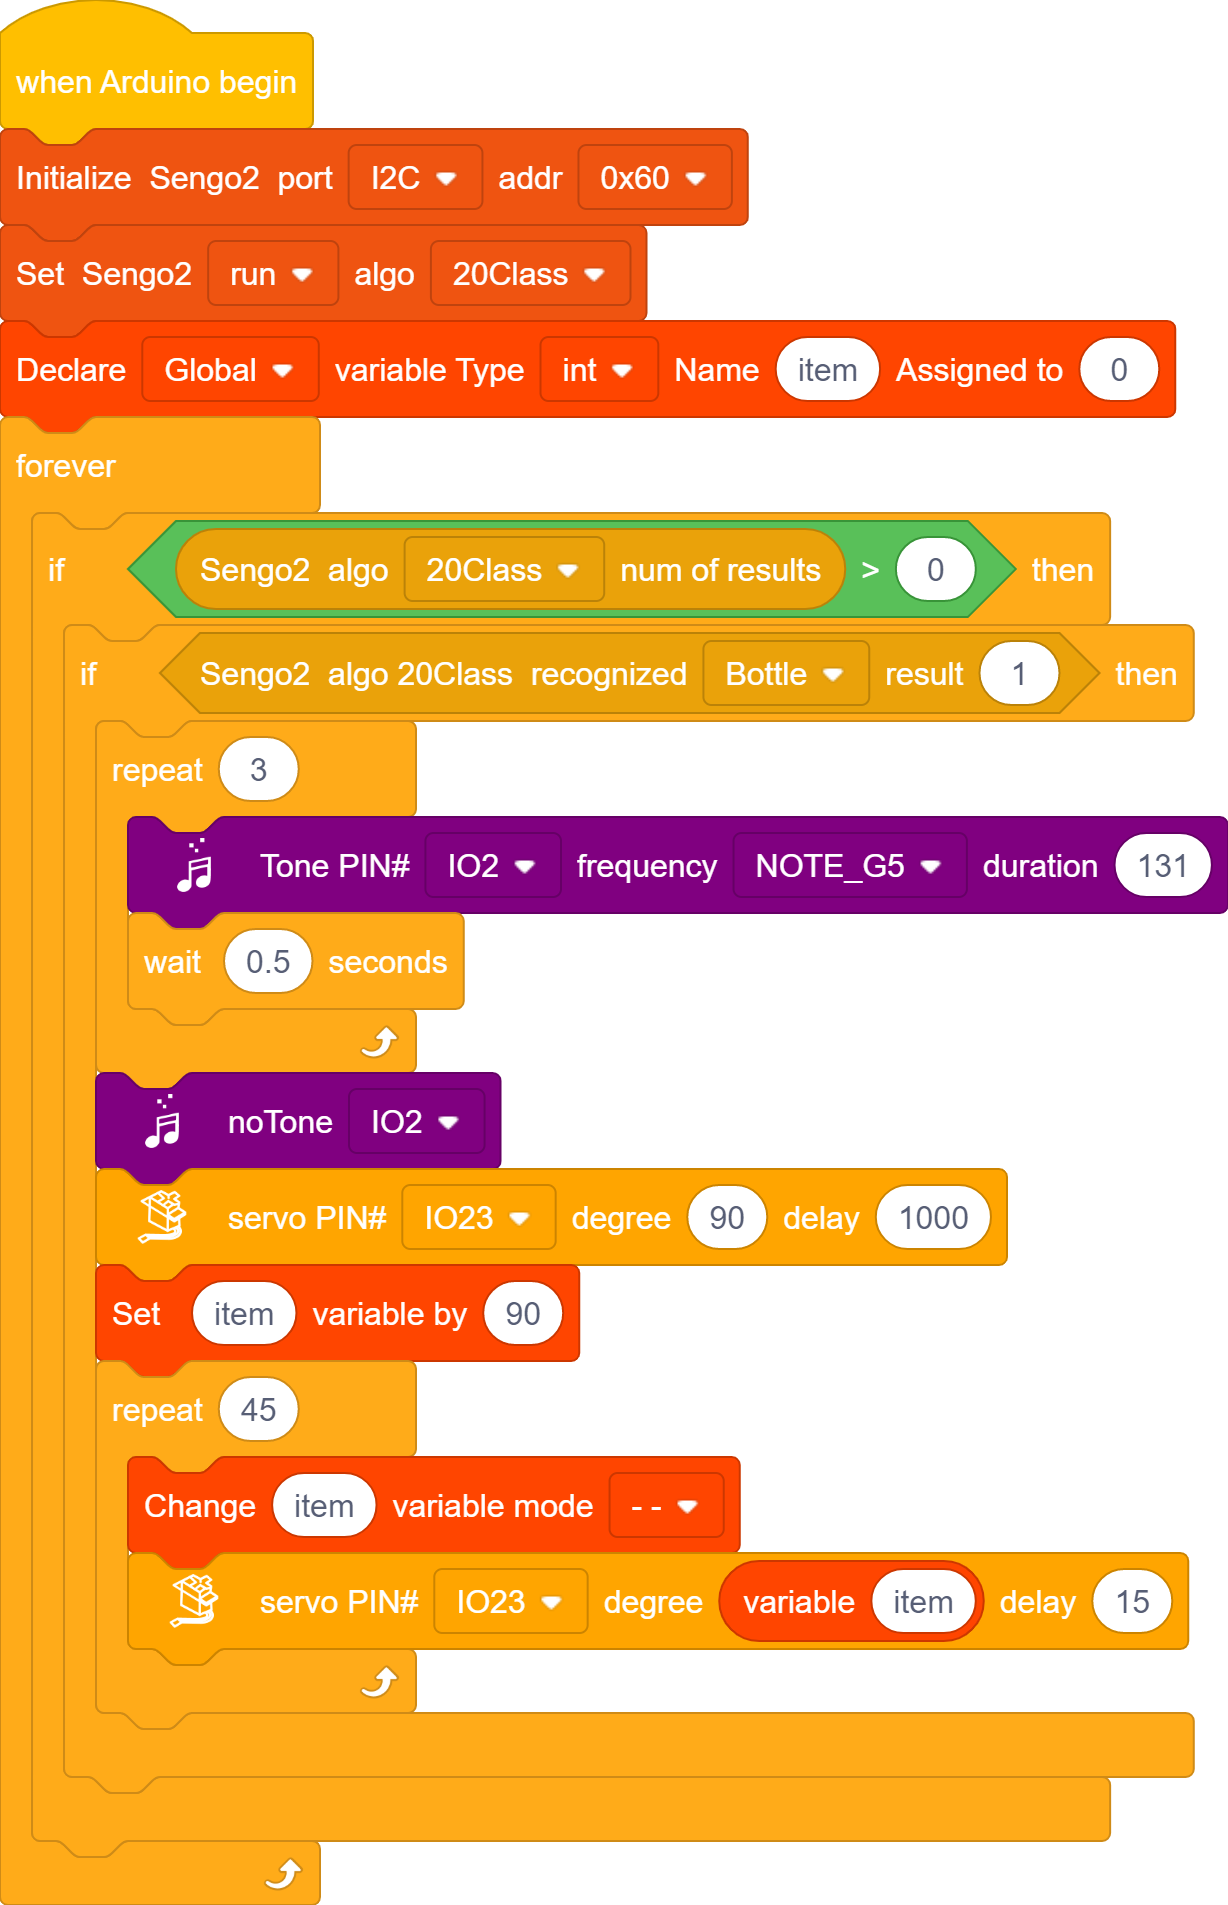 when Arduino begin
Initialize Sengo2 port I2C addr 0x60
Set Sengo2 run algo 20Class
Declare Global variable Type int Name item Assigned to 0
forever
if Sengo2 algo 20Class num of results > 0 then
if Sengo2 algo 20Class recognized Bottle result 1 then
repeat 3
Tone PIN# IO2 frequency NOTE_G5 duration 131
wait 0.5 seconds
noTone IO2
servo PIN# IO23 degree 90 delay 1000
Set item variable by 90
repeat 45
Change item variable mode - -
servo PIN# IO23 degree variable item delay 15